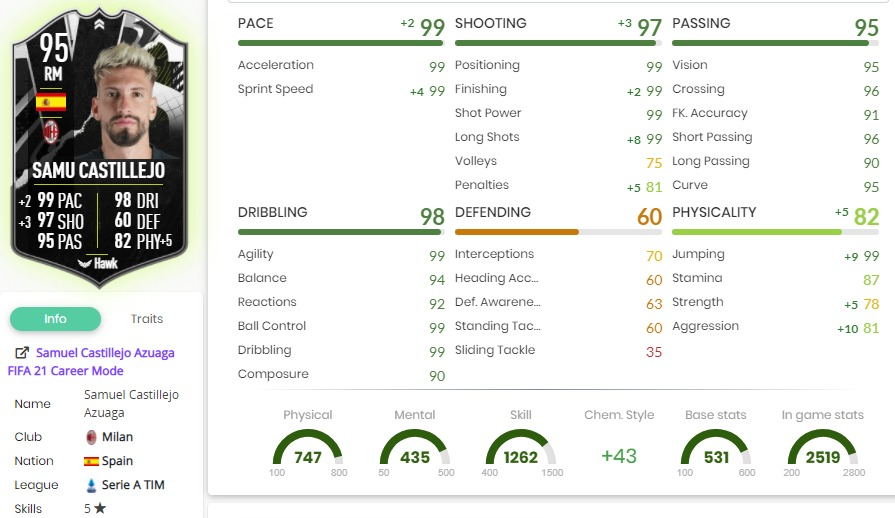 95
RM
SAMU CASTILLEJO
+2 99 PAC 98 DRI
+3 97 SHO 60 DEF
95 PAS 82 PHY+5
Hawk
Info Traits
Samuel Castillejo Azuaga
FIFA 21 Career Mode
Name Samuel Castillejo
Azuaga
Club Milan
Nation Spain
League Serie A TIM
Skills 5
PACE +2 99
Acceleration 99
Sprint Speed +4 99
SHOOTING +3 97
Positioning 99
Finishing +2 99
Shot Power 99
Long Shots +8 99
Volleys 75
Penalties +5 81
PASSING 95
Vision 95
Crossing 96
FK. Accuracy 91
Short Passing 96
Long Passing 90
Curve 95
DRIBBLING 98
Agility 99
Balance 94
Reactions 92
Ball Control 99
Dribbling 99
Composure 90
DEFENDING 60
Interceptions 70
Heading Acc... 60
Def. Awarene... 63
Standing Tac... 60
Sliding Tackle 35
PHYSICALITY +5 82
Jumping +9 99
Stamina 87
Strength +5 78
Aggression +10 81
Physical Mental Skill Chem. Style Base stats In game stats
747 435 1262 +43 531 2519
100 800 50 500 400 1500 100 600 200 2800